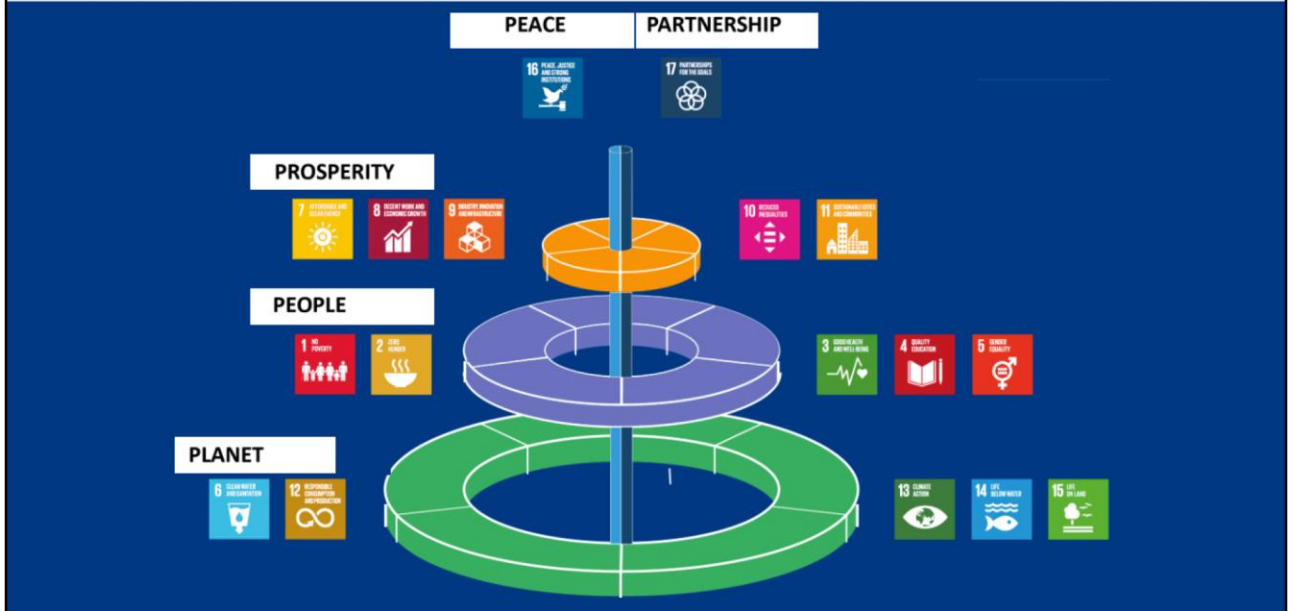 PEACE PARTNERSHIP
16 PEACE, JUSTICE
AND STRONG
INSTITUTIONS
17 PARTNERSHIPS
FOR THE GOALS
PROSPERITY
7 AFFORDABLE AND
CLEAN ENERGY
8 DECENT WORK AND
ECONOMIC GROWTH
9 INDUSTRY, INNOVATION
AND INFRASTRUCTURE
10 REDUCED
INEQUALITIES
11 SUSTAINABLE CITIES
AND COMMUNITIES
PEOPLE
1 NO
POVERTY
2 ZERO
HUNGER
3 GOOD HEALTH
AND WELL-BEING
4 QUALITY
EDUCATION
5 GENDER
EQUALITY
PLANET
6 CLEAN WATER
AND SANITATION
12 RESPONSIBLE
CONSUMPTION
AND PRODUCTION
13 CLIMATE
ACTION
14 LIFE
BELOW WATER
15 LIFE
ON LAND